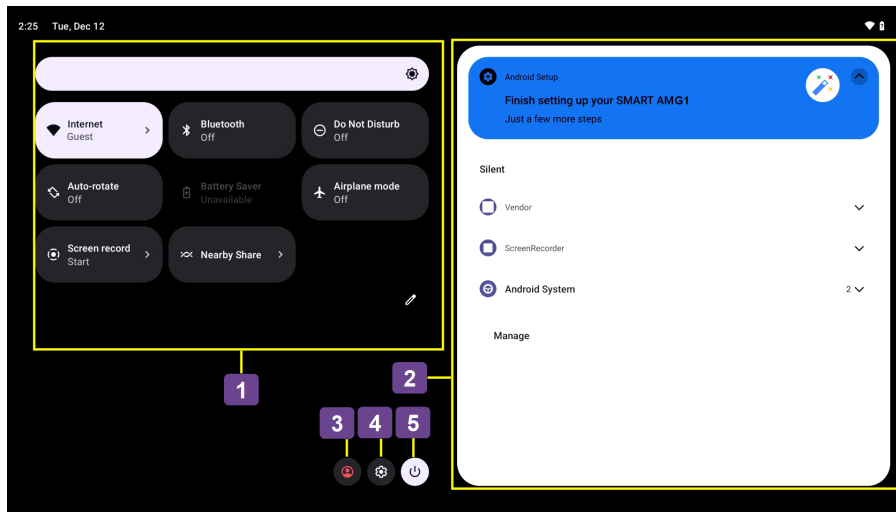 2:25 Tue, Dec 12
Internet
Guest
Bluetooth
Off
Do Not Disturb
Off
Auto-rotate
Off
Battery Saver
Unavailable
Airplane mode
Off
Screen record
Start
Nearby Share
1
2
3
4
5
Android Setup
Finish setting up your SMART AMG1
Just a few more steps
Silent
Vendor
ScreenRecorder
Android System
2
Manage